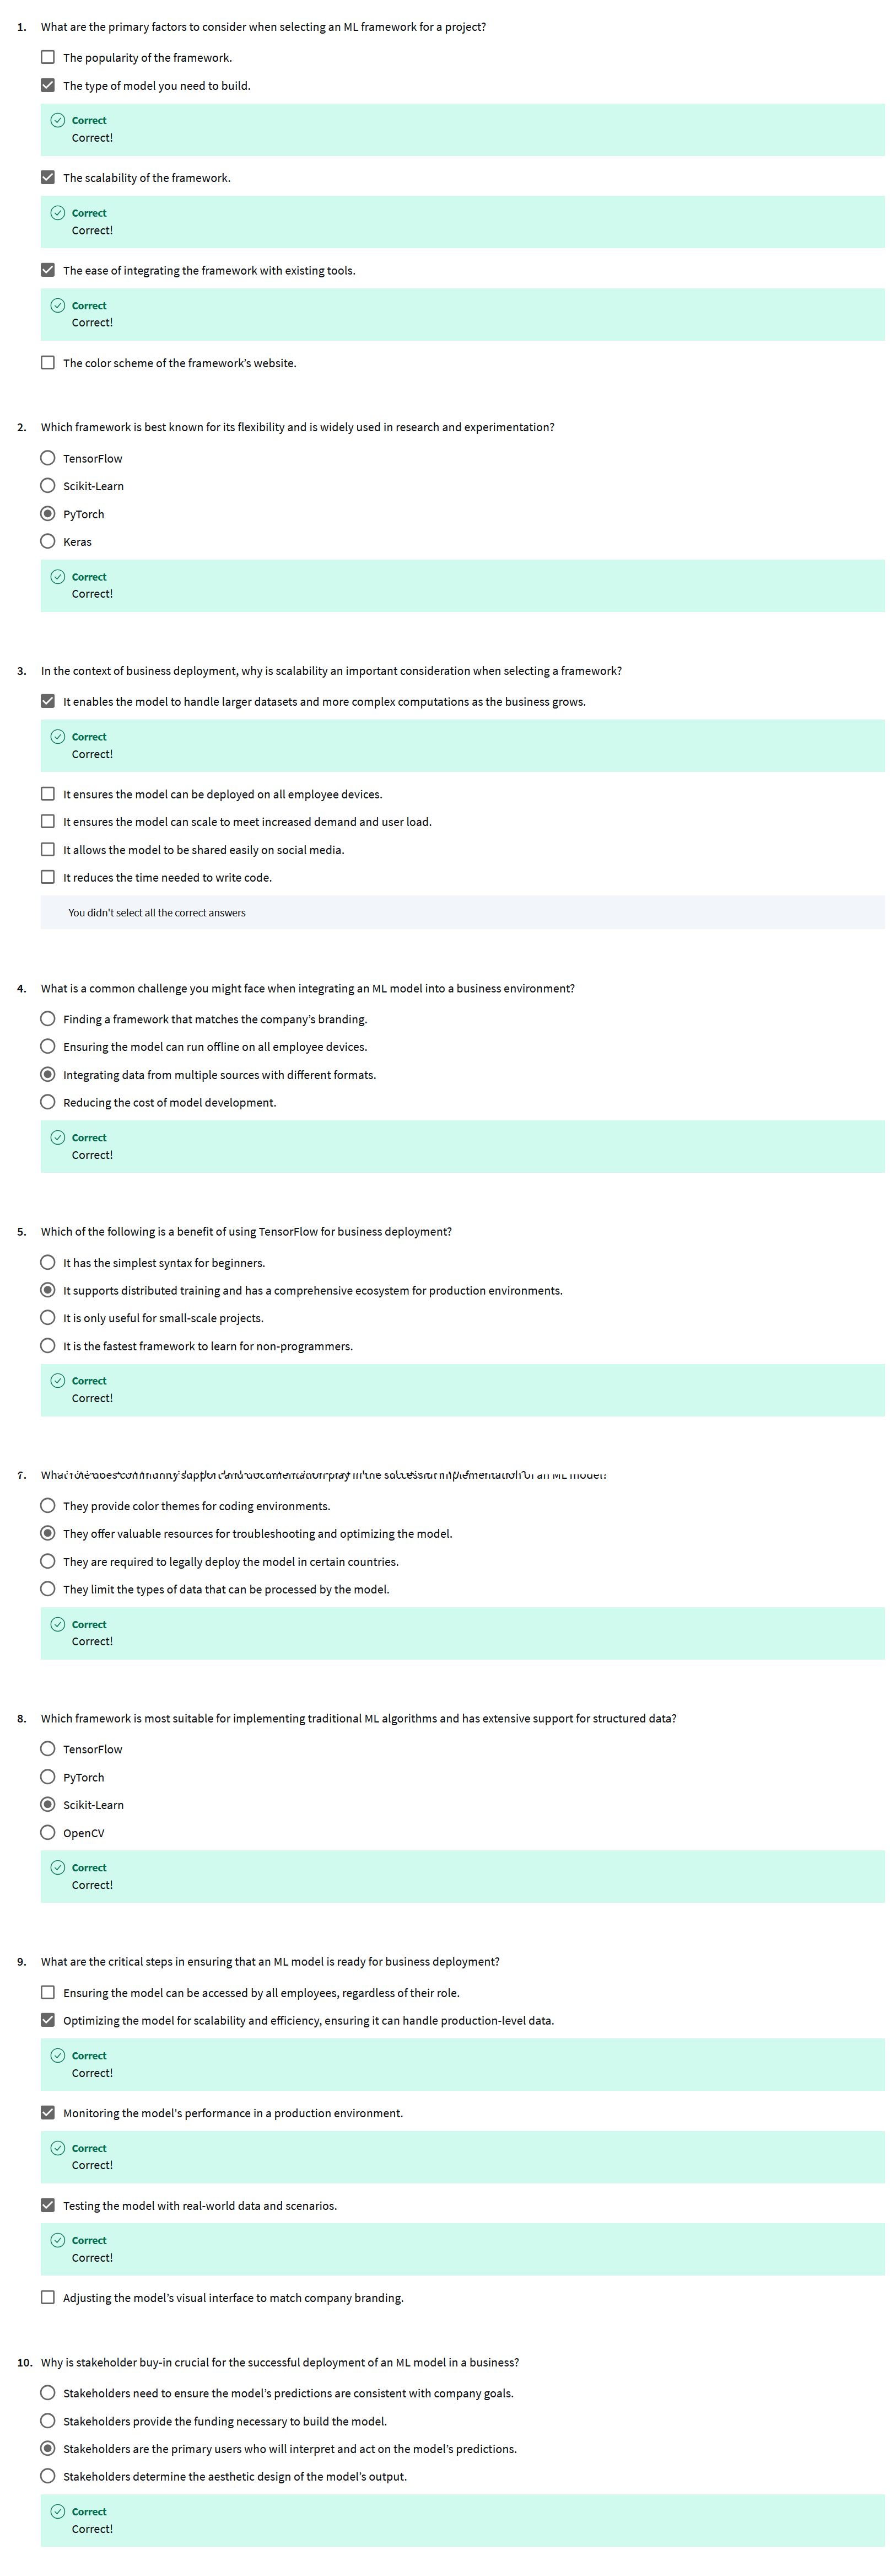 1. What are the primary factors to consider when selecting an ML framework for a project?
The popularity of the framework.
The type of model you need to build.
Correct
Correct!
The scalability of the framework.
Correct
Correct!
The ease of integrating the framework with existing tools.
Correct
Correct!
The color scheme of the framework's website.
2. Which framework is best known for its flexibility and is widely used in research and experimentation?
TensorFlow
Scikit-Learn
PyTorch
Keras
Correct
Correct!
3. In the context of business deployment, why is scalability an important consideration when selecting a framework?
It enables the model to handle larger datasets and more complex computations as the business grows.
Correct
Correct!
It ensures the model can be deployed on all employee devices.
It ensures the model can scale to meet increased demand and user load.
It allows the model to be shared easily on social media.
It reduces the time needed to write code.
You didn't select all the correct answers
4. What is a common challenge you might face when integrating an ML model into a business environment?
Finding a framework that matches the company's branding.
Ensuring the model can run offline on all employee devices.
Integrating data from multiple sources with different formats.
Reducing the cost of model development.
Correct
Correct!
5. Which of the following is a benefit of using TensorFlow for business deployment?
It has the simplest syntax for beginners.
It supports distributed training and has a comprehensive ecosystem for production environments.
It is only useful for small-scale projects.
It is the fastest framework to learn for non-programmers.
Correct
Correct!
What
They provide color themes for coding environments.
They offer valuable resources for troubleshooting and optimizing the model.
They are required to legally deploy the model in certain countries.
They limit the types of data that can be processed by the model.
Correct
Correct!
8. Which framework is most suitable for implementing traditional ML algorithms and has extensive support for structured data?
TensorFlow
PyTorch
Scikit-Learn
OpenCV
Correct
Correct!
9. What are the critical steps in ensuring that an ML model is ready for business deployment?
Ensuring the model can be accessed by all employees, regardless of their role.
Optimizing the model for scalability and efficiency, ensuring it can handle production-level data.
Correct
Correct!
Monitoring the model's performance in a production environment.
Correct
Correct!
Testing the model with real-world data and scenarios.
Correct
Correct!
Adjusting the model's visual interface to match company branding.
10. Why is stakeholder buy-in crucial for the successful deployment of an ML model in a business?
Stakeholders need to ensure the model's predictions are consistent with company goals.
Stakeholders provide the funding necessary to build the model.
Stakeholders are the primary users who will interpret and act on the model's predictions.
Stakeholders determine the aesthetic design of the model's output.
Correct
Correct!